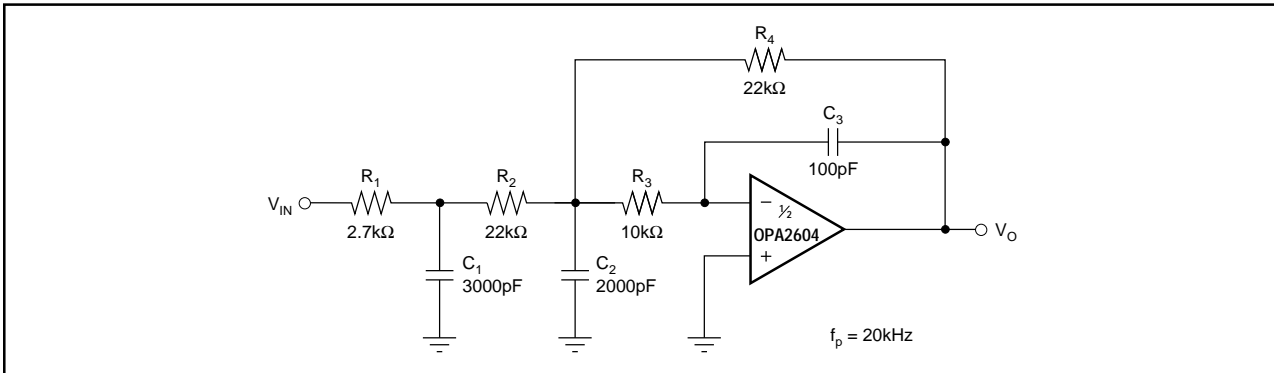 R4
22kΩ
C3
100pF
R1
R2
R3
VIN
2.7kΩ
22kΩ
10kΩ
−
½
OPA2604
+
VO
C1
3000pF
C2
2000pF
fp = 20kHz